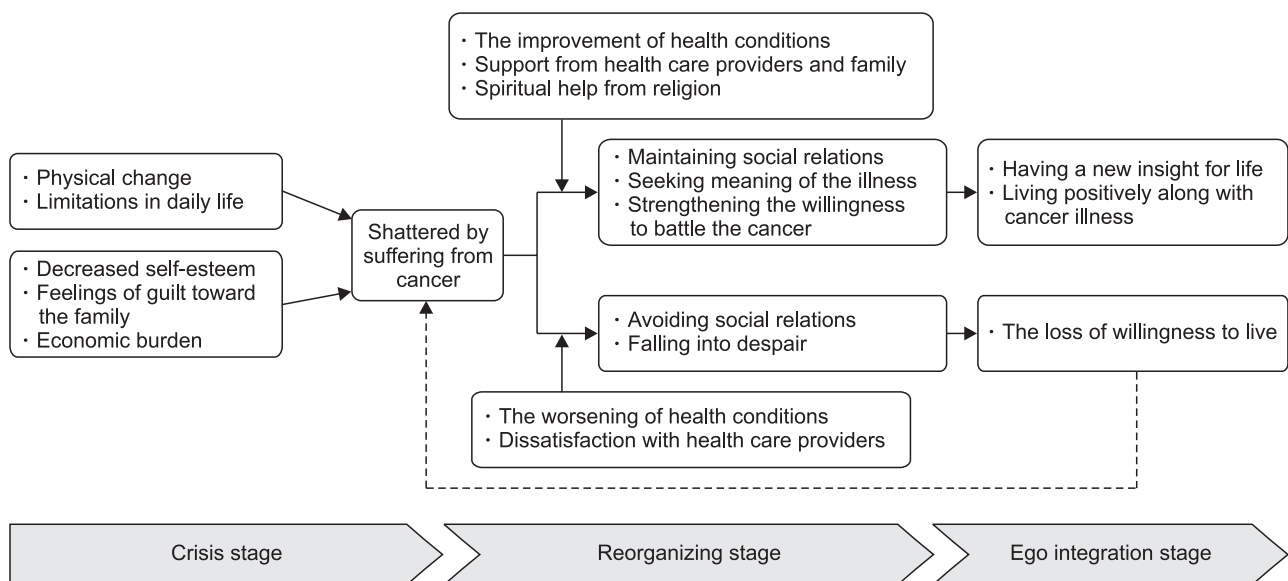 · The improvement of health conditions
· Support from health care providers and family
· Spiritual help from religion
· Physical change
· Limitations in daily life
· Decreased self-esteem
· Feelings of guilt toward
the family
· Economic burden
Shattered by
suffering from
cancer
· Maintaining social relations
· Seeking meaning of the illness
· Strengthening the willingness
to battle the cancer
· Having a new insight for life
· Living positively along with
cancer illness
· Avoiding social relations
· Falling into despair
· The loss of willingness to live
· The worsening of health conditions
· Dissatisfaction with health care providers
Crisis stage
Reorganizing stage
Ego integration stage